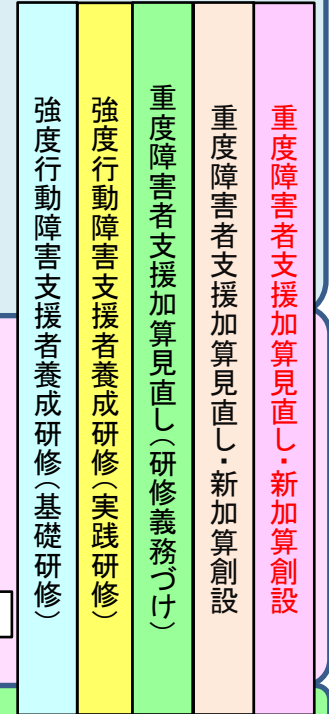 重度障害者支援加算見直し・新加算創設
重度障害者支援加算見直し・新加算創設
重度障害者支援加算見直し（研修義務づけ）
強度行動障害支援者養成研修（実践研修）
強度行動障害支援者養成研修（基礎研修）